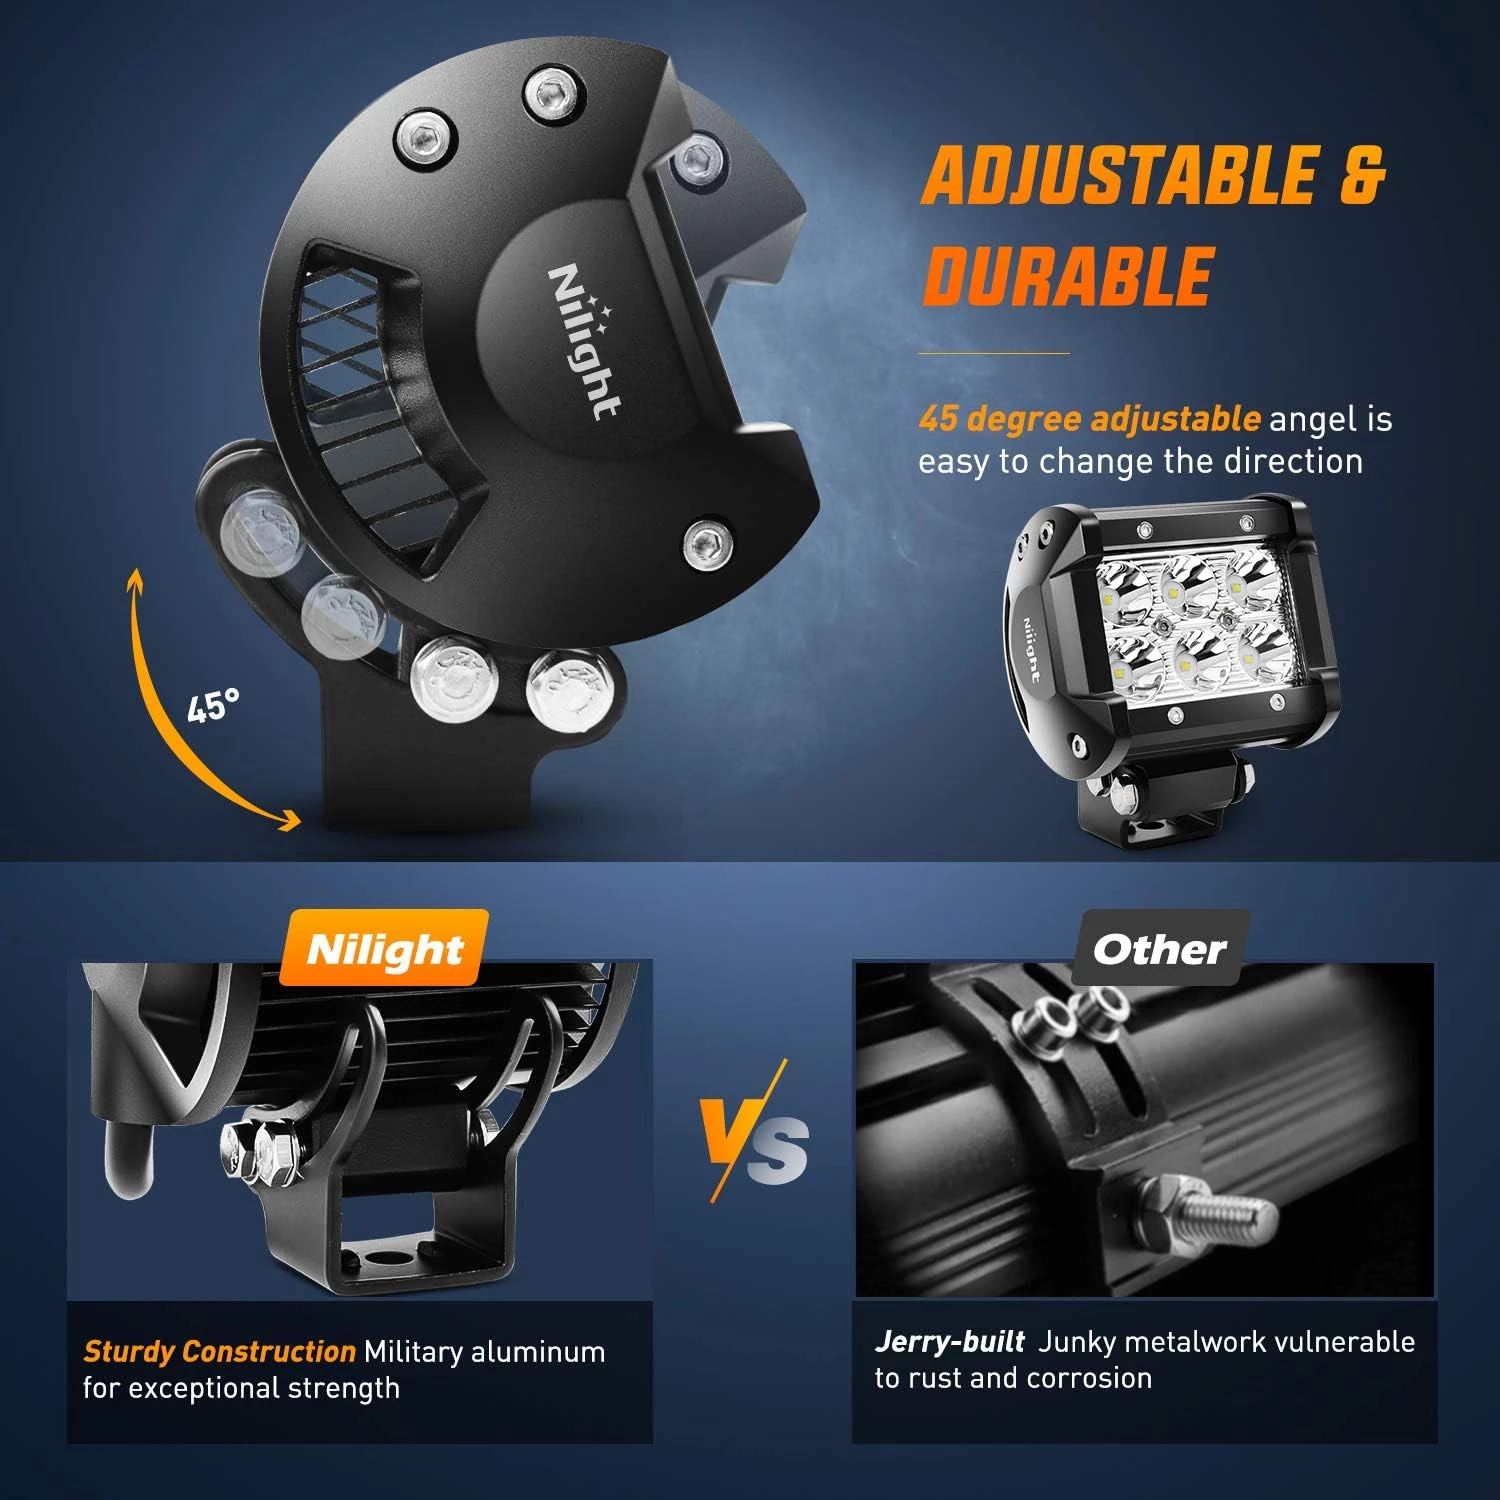 ADJUSTABLE &
DURABLE
Nilight
45 degree adjustable angel is
easy to change the direction
45°
Nilight
Nilight
Other
VS
Sturdy Construction Military aluminum
for exceptional strength
Jerry-built Junky metalwork vulnerable
to rust and corrosion